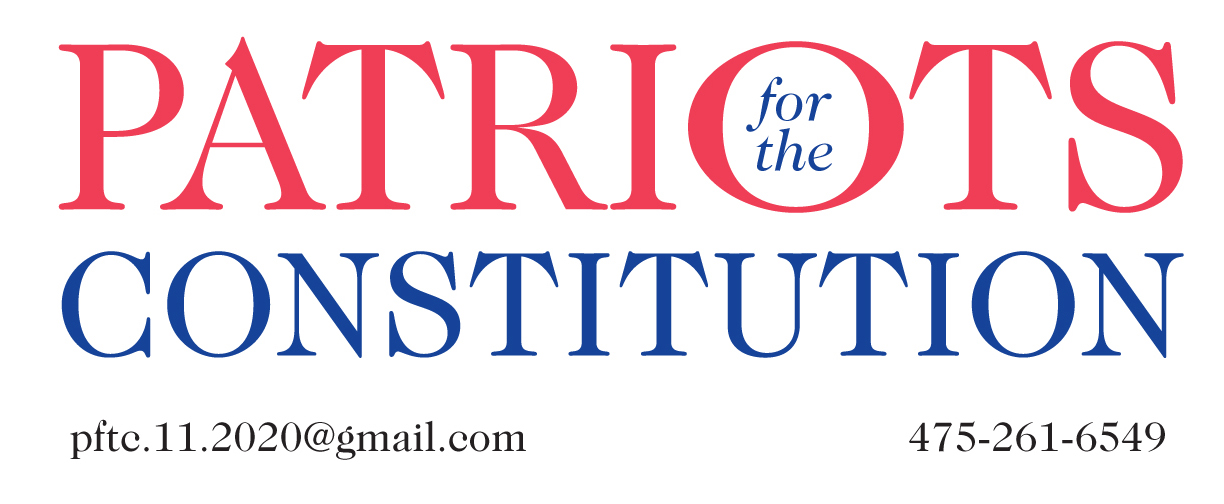 PATRIOTS
for
the
CONSTITUTION
pftc.11.2020@gmail.com 475-261-6549